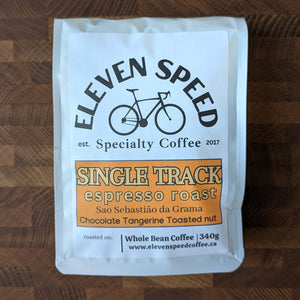 ELEVEN SPEED
est. Specialty Coffee 2017
SINGLE TRACK
espresso roast
Sao Sebastião da Grama
Chocolate Tangerine Toasted nut
roasted on: Whole Bean Coffee | 340g
www.elevenspeedcoffee.ca